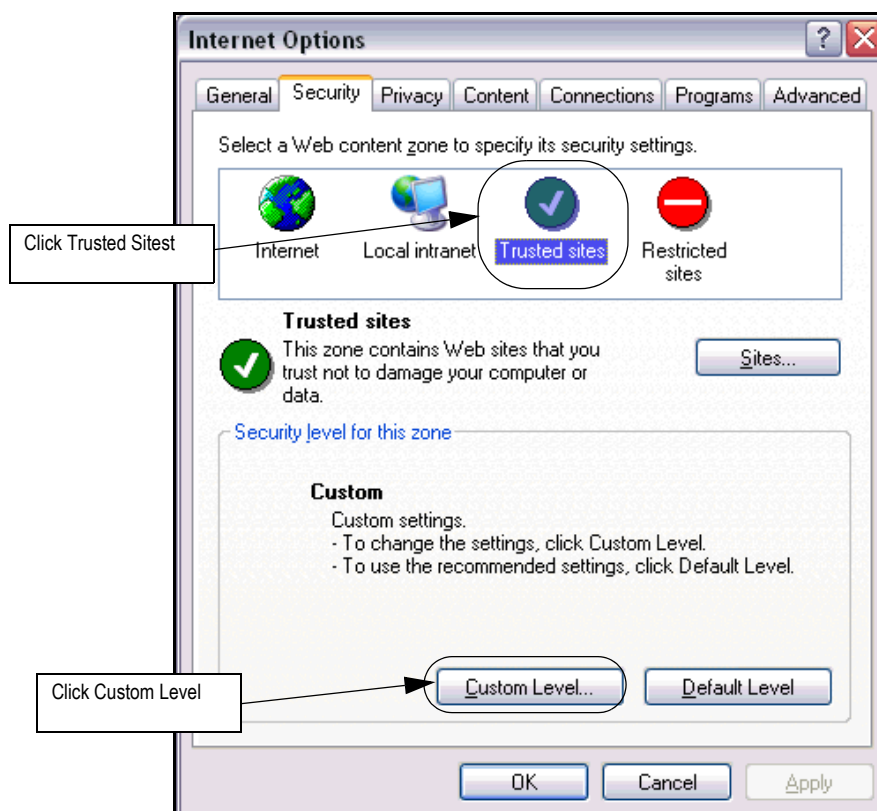 Internet Options
General Security Privacy Content Connections Programs Advanced
Select a Web content zone to specify its security settings.
Click Trusted Sitest
Internet Local intranet Trusted sites Restricted
sites
Trusted sites
This zone contains Web sites that you
trust not to damage your computer or
data.
Sites...
Security level for this zone
Custom
Custom settings.
- To change the settings, click Custom Level.
- To use the recommended settings, click Default Level.
Click Custom Level
Custom Level... Default Level
OK Cancel Apply